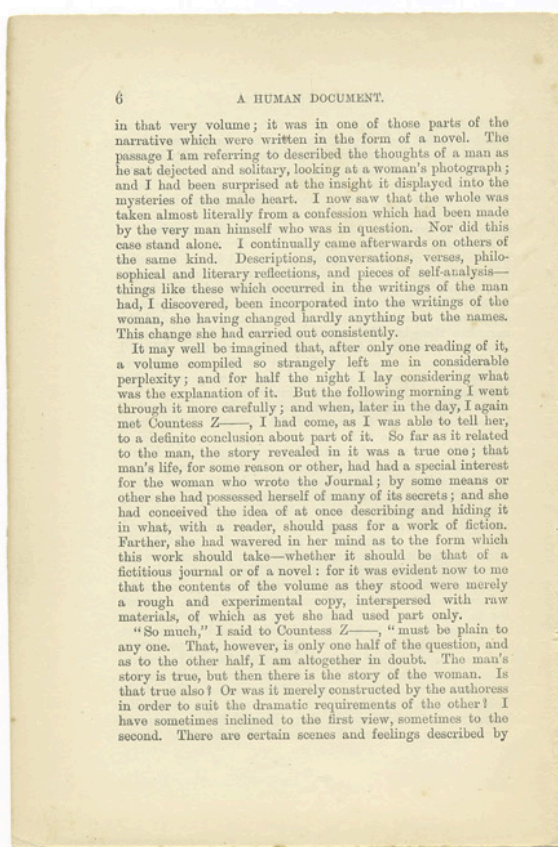 6 A HUMAN DOCUMENT.
in that very volume; it was in one of those parts of the
narrative which were written in the form of a novel. The
passage I am referring to described the thoughts of a man as
he sat dejected and solitary, looking at a woman's photograph;
and I had been surprised at the insight it displayed into the
mysteries of the male heart. I now saw that the whole was
taken almost literally from a confession which had been made
by the very man himself who was in question. Nor did this
case stand alone. I continually came afterwards on others of
the same kind. Descriptions, conversations, verses, philo-
sophical and literary reflections, and pieces of self-analysis—
things like these which occurred in the writings of the man
had, I discovered, been incorporated into the writings of the
woman, she having changed hardly anything but the names.
This change she had carried out consistently.
It may well be imagined that, after only one reading of it,
a volume compiled so strangely left me in considerable
perplexity; and for half the night I lay considering what
was the explanation of it. But the following morning I went
through it more carefully; and when, later in the day, I again
met Countess Z——, I had come, as I was able to tell her,
to a definite conclusion about part of it. So far as it related
to the man, the story revealed in it was a true one; that
man's life, for some reason or other, had had a special interest
for the woman who wrote the Journal; by some means or
other she had possessed herself of many of its secrets; and she
had conceived the idea of at once describing and hiding it
in what, with a reader, should pass for a work of fiction.
Farther, she had wavered in her mind as to the form which
this work should take—whether it should be that of a
fictitious journal or of a novel: for it was evident now to me
that the contents of the volume as they stood were merely
a rough and experimental copy, interspersed with raw
materials, of which as yet she had used part only.
"So much," I said to Countess Z——, "must be plain to
any one. That, however, is only one half of the question, and
as to the other half, I am altogether in doubt. The man's
story is true, but then there is the story of the woman. Is
that true also? Or was it merely constructed by the authoress
in order to suit the dramatic requirements of the other? I
have sometimes inclined to the first view, sometimes to the
second. There are certain scenes and feelings described by